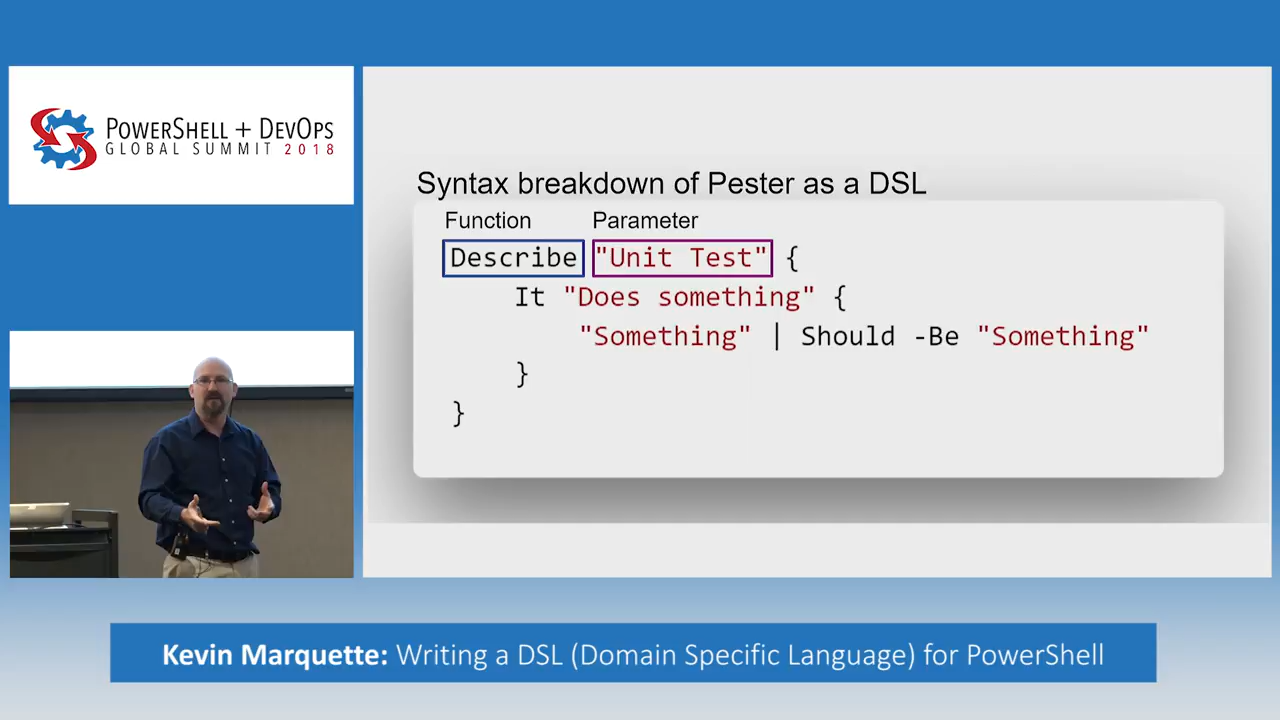 POWERSHELL + DEVOPS
GLOBAL SUMMIT 2018
Syntax breakdown of Pester as a DSL
Function Parameter
Describe "Unit Test" {
It "Does something" {
"Something" | Should -Be "Something"
}
}
Kevin Marquette: Writing a DSL (Domain Specific Language) for PowerShell